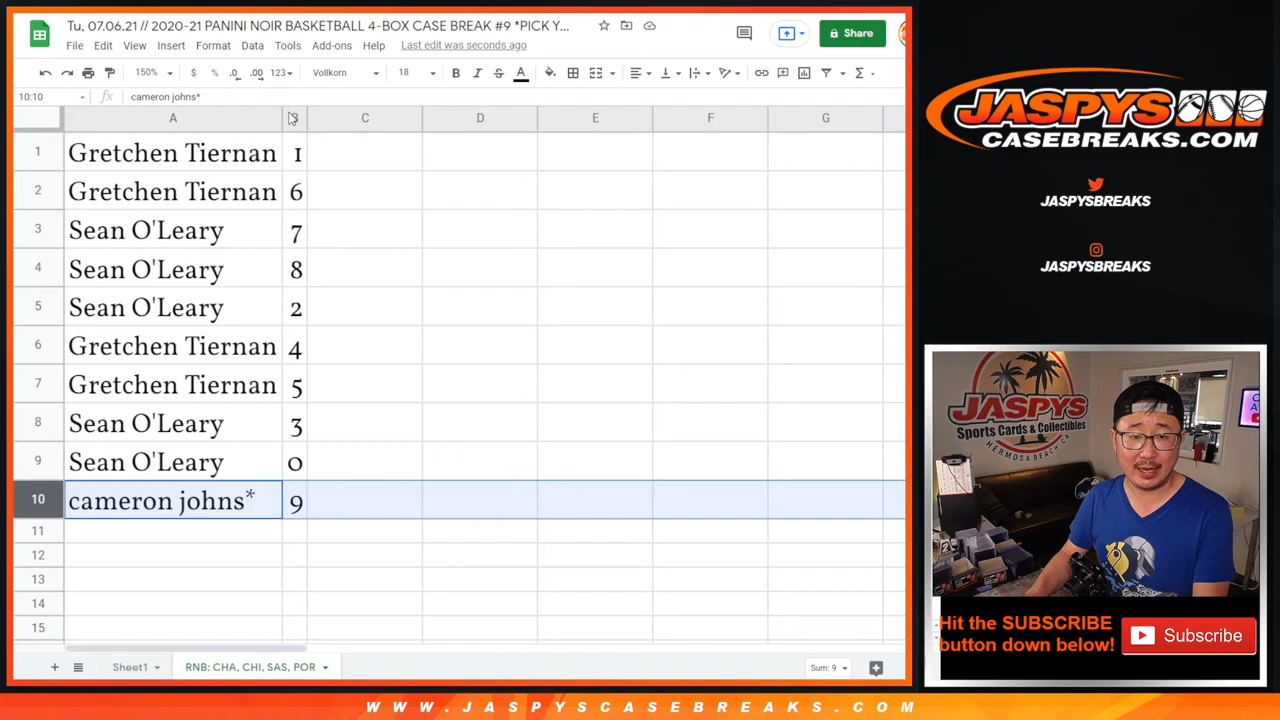 Tu, 07.06.21 // 2020-21 PANINI NOIR BASKETBALL 4-BOX CASE BREAK #9 *PICK Y...
File Edit View Insert Format Data Tools Add-ons Help Last edit was seconds ago
Share
150% $ % .0 .00 123 Vollkorn 18 B I S A
10:10 fx cameron johns*
A C D E F G
1 Gretchen Tiernan 1
2 Gretchen Tiernan 6
3 Sean O'Leary 7
4 Sean O'Leary 8
5 Sean O'Leary 2
6 Gretchen Tiernan 4
7 Gretchen Tiernan 5
8 Sean O'Leary 3
9 Sean O'Leary 0
10 cameron johns* 9
11
12
13
14
15
Sheet1 RNB: CHA, CHI, SAS, POR Sum: 9
JASPYS
CASEBREAKS.COM
JASPYSBREAKS
JASPYSBREAKS
JASPYS
Sports Cards & Collectibles
HERMOSA BEACH, CA
Hit the SUBSCRIBE
button down below!
Subscribe
WWW.JASPYSCASEBREAKS.COM